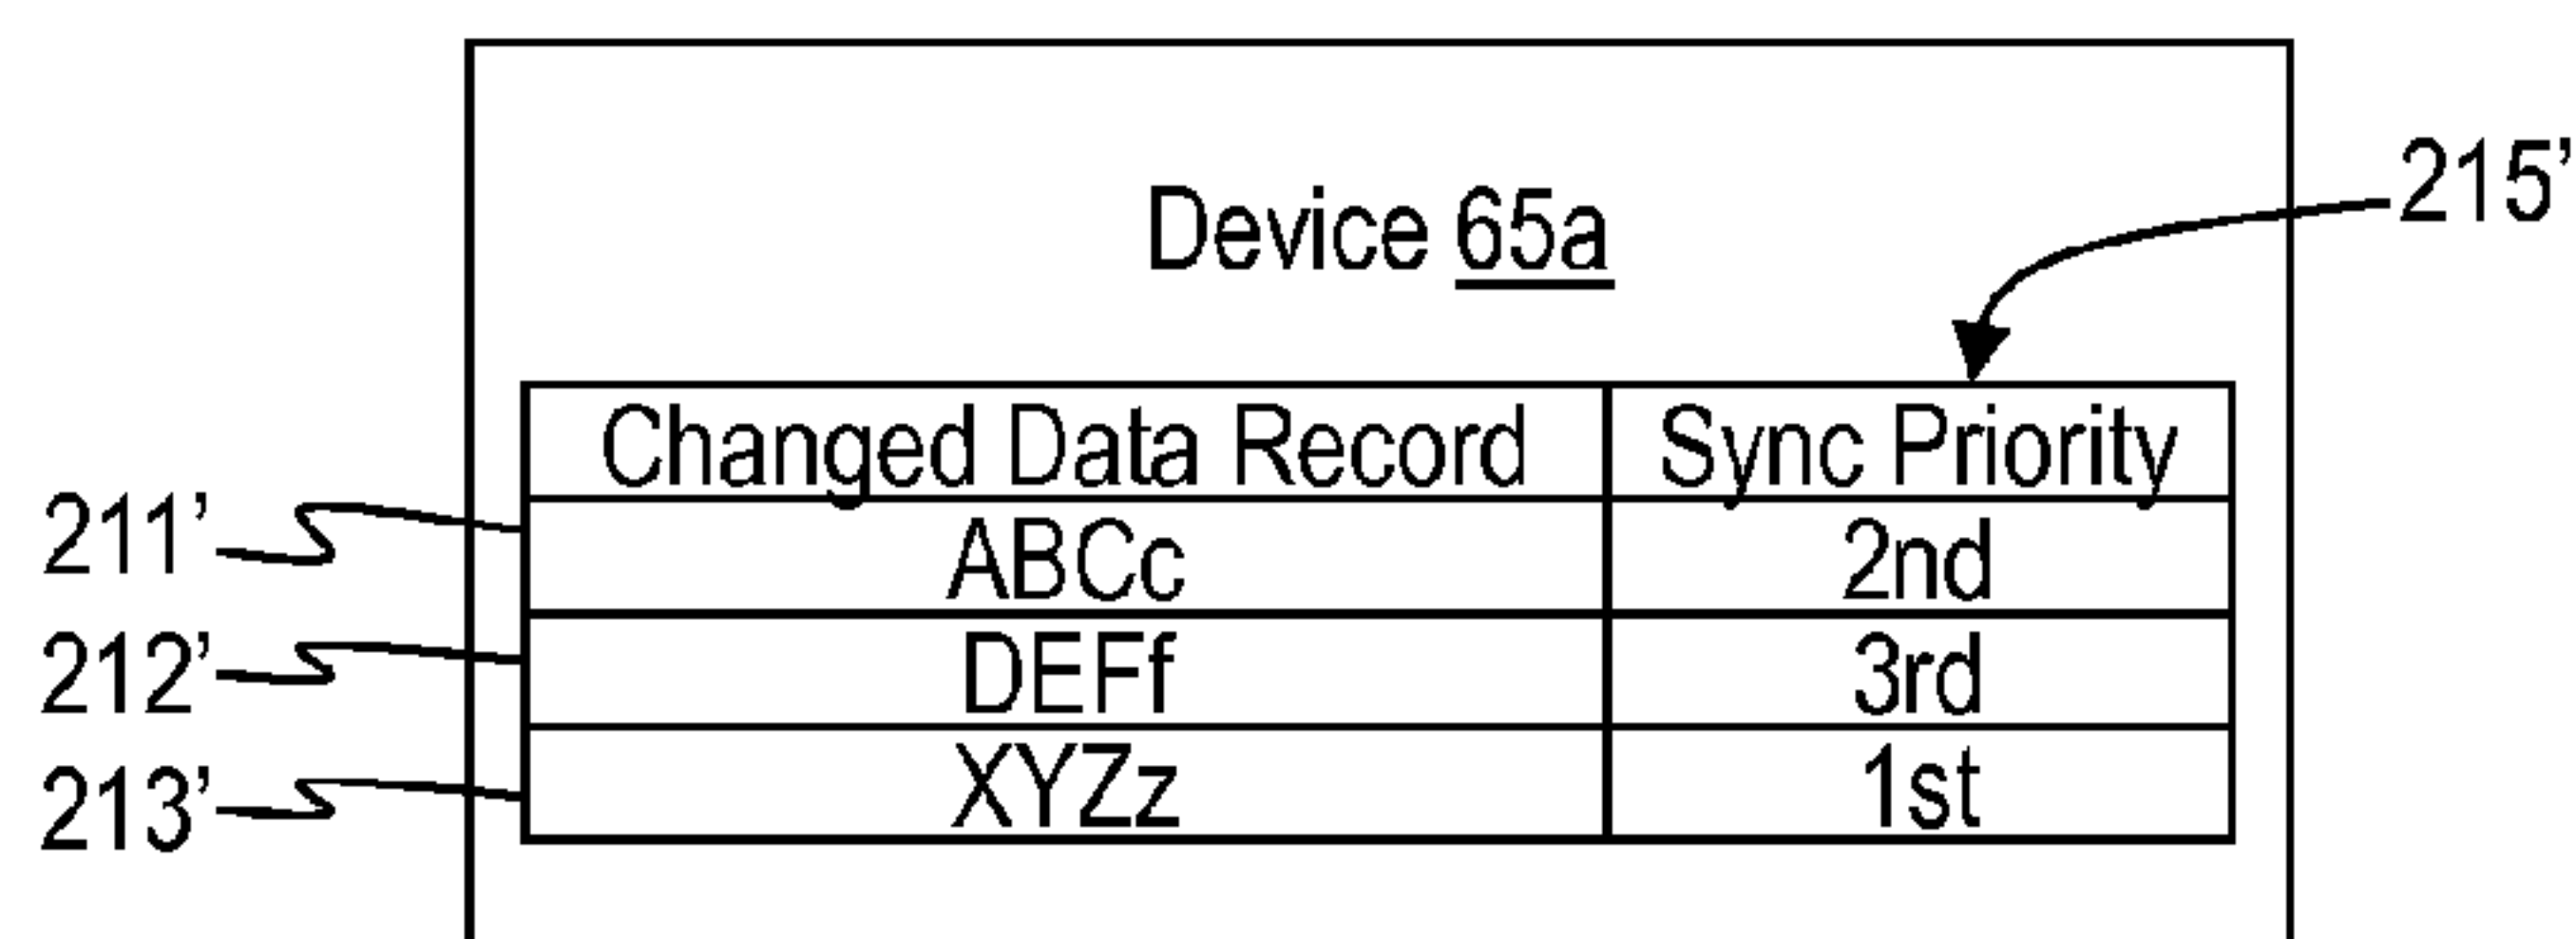 Device 65a
215’
Changed Data Record Sync Priority
211’ ABCc 2nd
212’ DEFf 3rd
213’ XYZz 1st